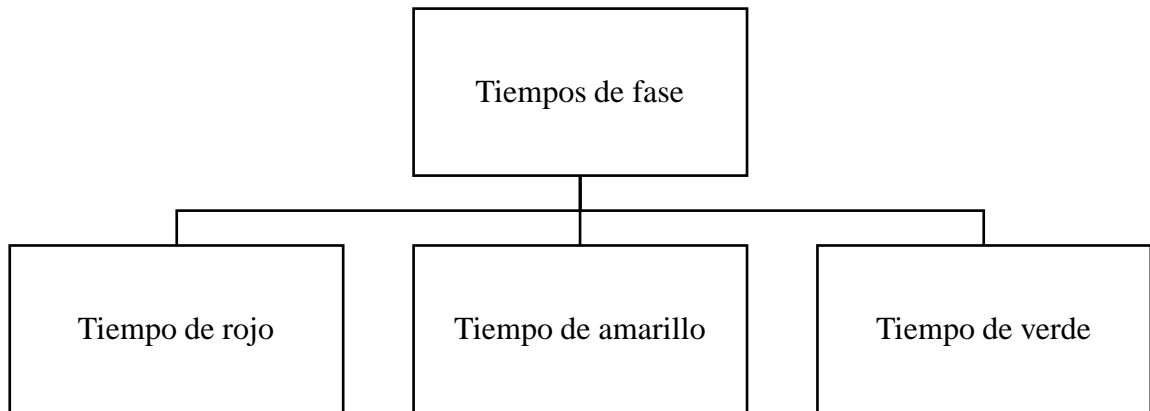 Tiempos de fase
Tiempo de rojo
Tiempo de amarillo
Tiempo de verde